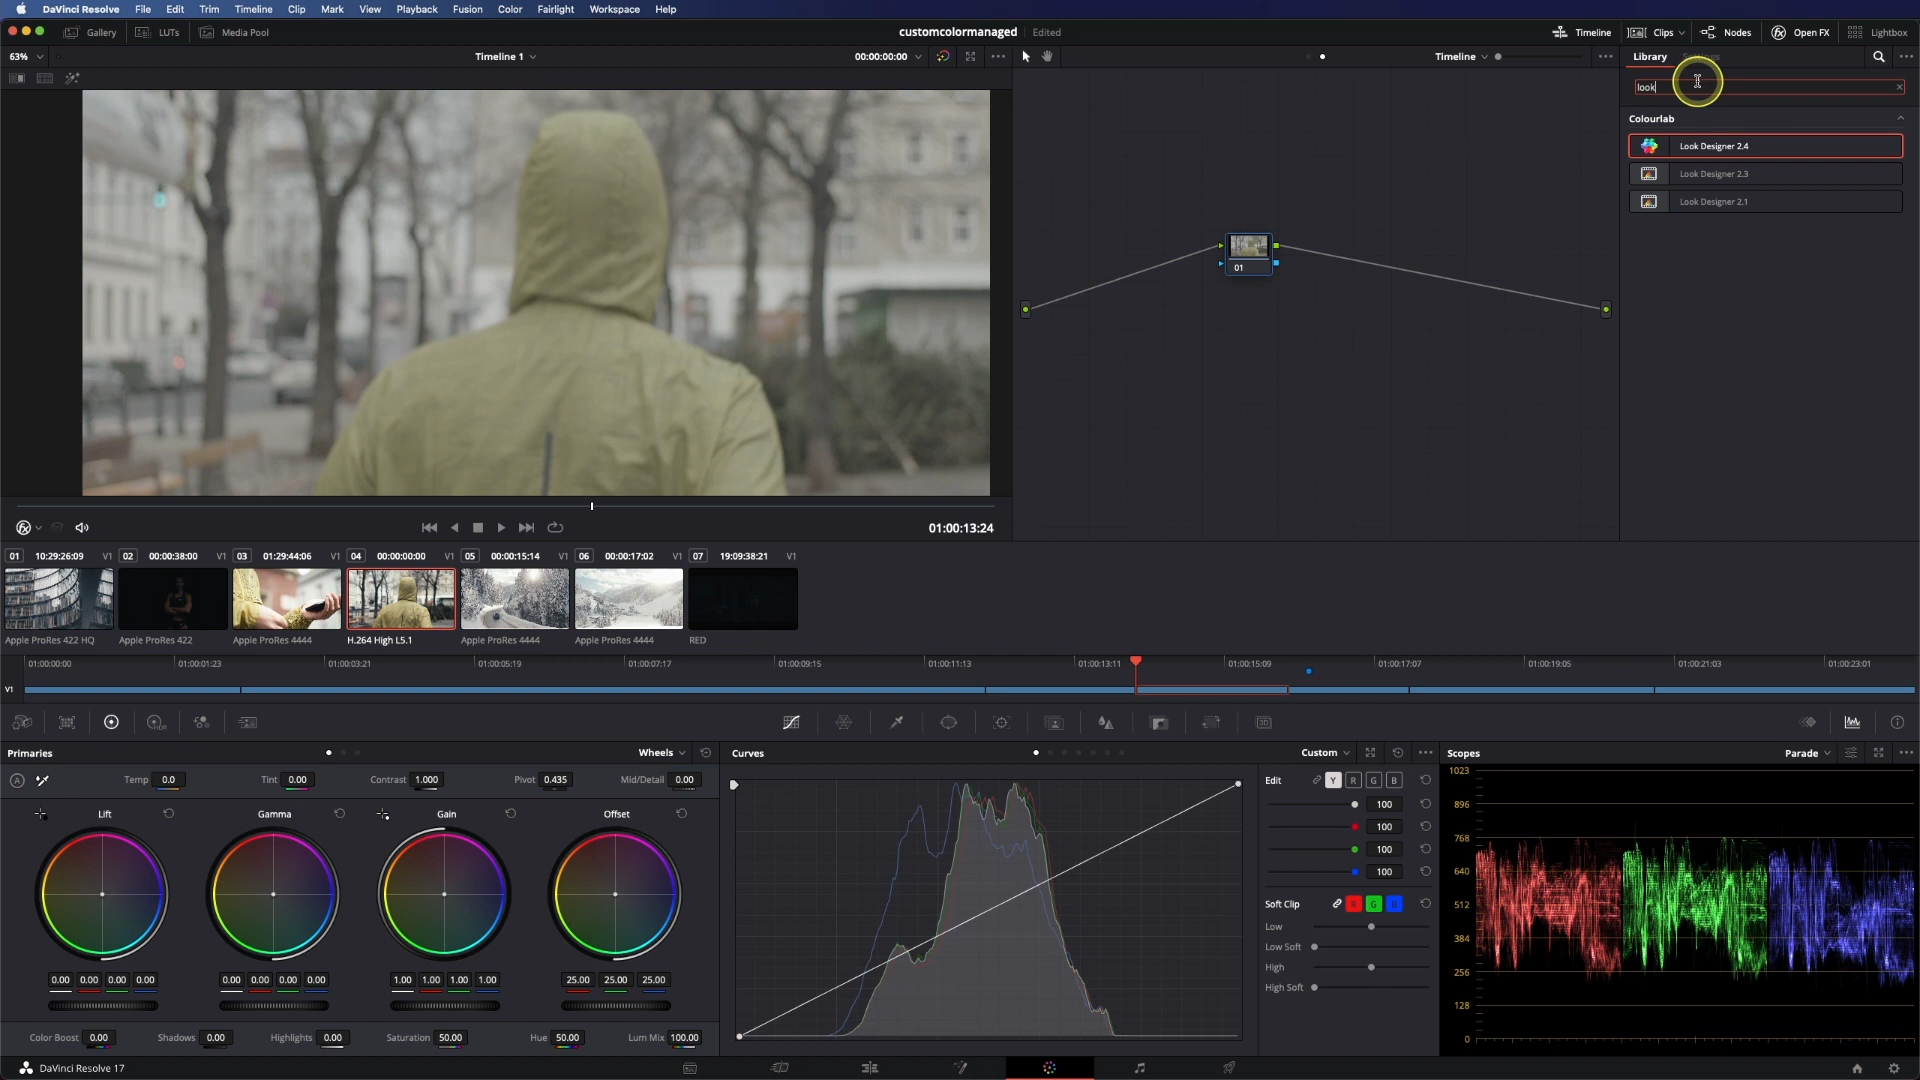 DaVinci Resolve File Edit Trim Timeline Clip Mark View Playback Fusion Color Fairlight Workspace Help
Gallery LUTs Media Pool customcolormanaged Edited Timeline Clips Nodes Open FX Lightbox
63% Timeline 1 00:00:00:00 Timeline Library
look
Colourlab
Look Designer 2.4
Look Designer 2.3
Look Designer 2.1
01
01:00:13:24
01 10:29:26:09 V1 02 00:00:38:00 V1 03 01:29:44:06 V1 04 00:00:00:00 V1 05 00:00:15:14 V1 06 00:00:17:02 V1 07 19:09:38:21 V1
Apple ProRes 422 HQ Apple ProRes 422 Apple ProRes 4444 H.264 High L5.1 Apple ProRes 4444 Apple ProRes 4444 RED
01:00:00:00 01:00:01:23 01:00:03:21 01:00:05:19 01:00:07:17 01:00:09:15 01:00:11:13 01:00:13:11 01:00:15:09 01:00:17:07 01:00:19:05 01:00:21:03 01:00:23:01
V1
HDR
3D
Primaries Wheels Curves Custom Scopes Parade
A Temp 0.0 Tint 0.00 Contrast 1.000 Pivot 0.435 Mid/Detail 0.00
Lift Gamma Gain Offset
0.00 0.00 0.00 0.00 0.00 0.00 0.00 0.00 1.00 1.00 1.00 1.00 25.00 25.00 25.00
Color Boost 0.00 Shadows 0.00 Highlights 0.00 Saturation 50.00 Hue 50.00 Lum Mix 100.00
Edit Y R G B
100
100
100
100
Soft Clip R G B
Low
Low Soft
High
High Soft
1023
896
768
640
512
384
256
128
0
DaVinci Resolve 17